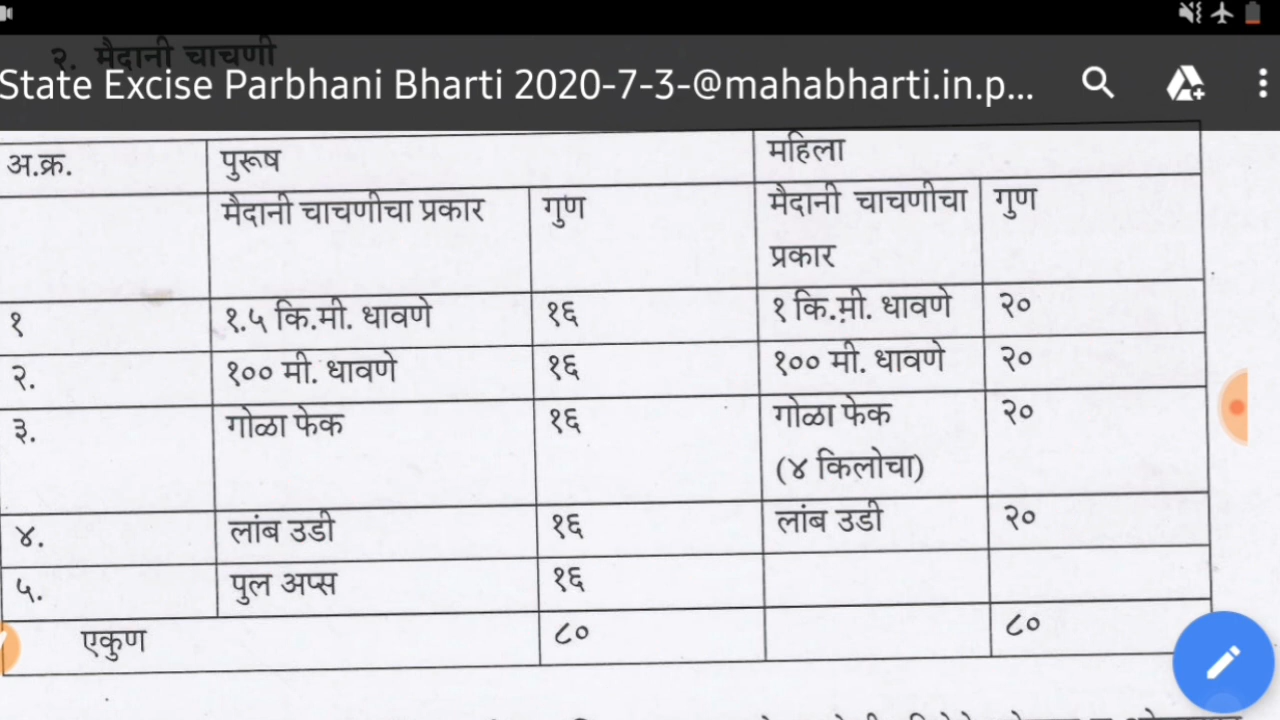 २. मैदानी चाचणी
State Excise Parbhani Bharti 2020-7-3-@mahabharti.in.p...
अ.क्र. पुरूष महिला
मैदानी चाचणीचा प्रकार गुण मैदानी चाचणीचा गुण
प्रकार
१ १.५ कि.मी. धावणे १६ १ कि.मी. धावणे २०
२. १०० मी. धावणे १६ १०० मी. धावणे २०
३. गोळा फेक १६ गोळा फेक २०
(४ किलोचा)
४. लांब उडी १६ लांब उडी २०
५. पुल अप्स १६
एकुण ८० ८०